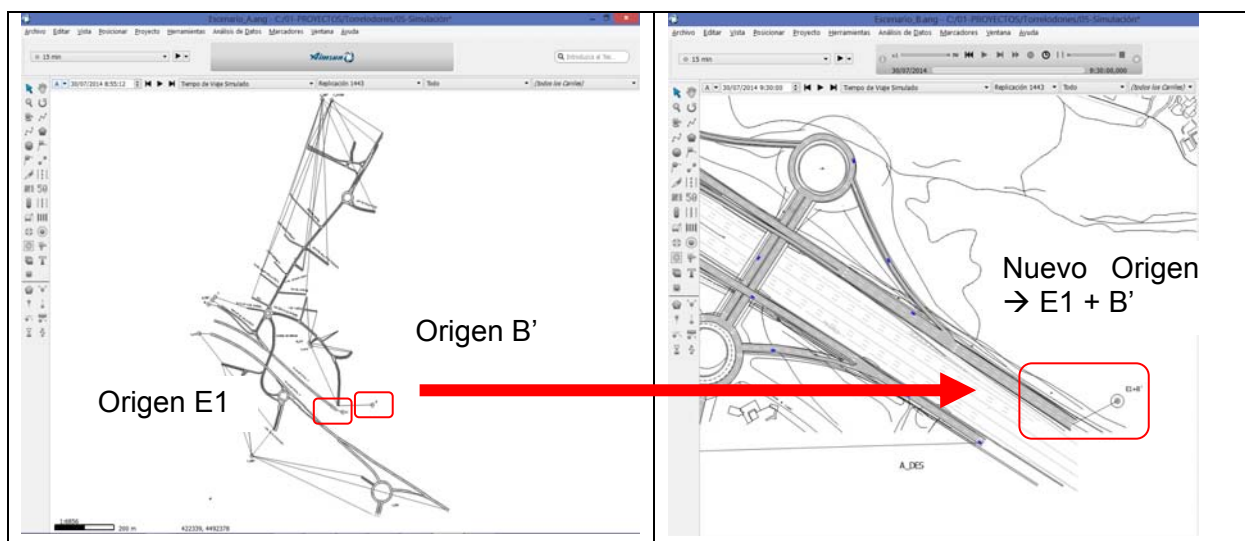 Escenario_A.ang - C:/01-PROYECTOS/Torrelodones/05-Simulación*
Archivo Editar Vista Posicionar Proyecto Herramientas Análisis de Datos Marcadores Ventana Ayuda
15 min
Aimsun
Introduzca el Tex...
A 30/07/2014 8:55:12 Tiempo de Viaje Simulado Replicación 1443 Todo (todos los Carriles)
Origen B'
Origen E1
1:6856
200 m
422339, 4492378
Escenario_B.ang - C:/01-PROYECTOS/Torrelodones/05-Simulación*
Archivo Editar Vista Posicionar Proyecto Herramientas Análisis de Datos Marcadores Ventana Ayuda
15 min
x1
30/07/2014 9:30:00,000
A 30/07/2014 9:30:00 Tiempo de Viaje Simulado Replicación 1443 Todo (todos los Carriles)
Nuevo Origen
→ E1 + B'
E1+B'
A_DES